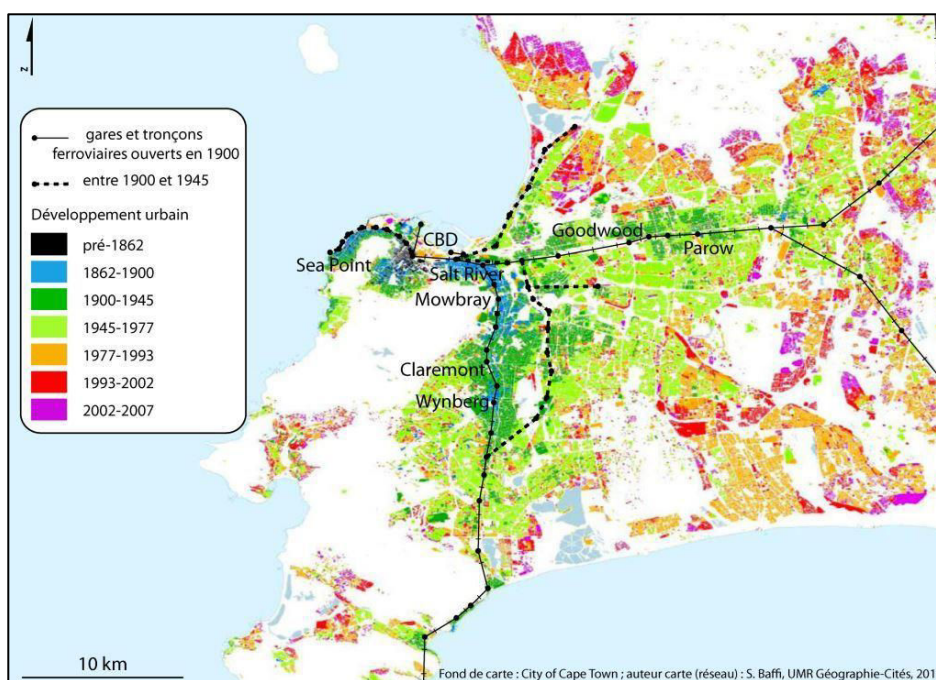 z
gares et tronçons
ferroviaires ouverts en 1900
entre 1900 et 1945
Développement urbain
pré-1862
1862-1900
1900-1945
1945-1977
1977-1993
1993-2002
2002-2007
CBD
Goodwood
Parow
Sea Point
Salt River
Mowbray
Claremont
Wynberg
10 km
Fond de carte : City of Cape Town ; auteur carte (réseau) : S. Baffi, UMR Géographie-Cités, 201